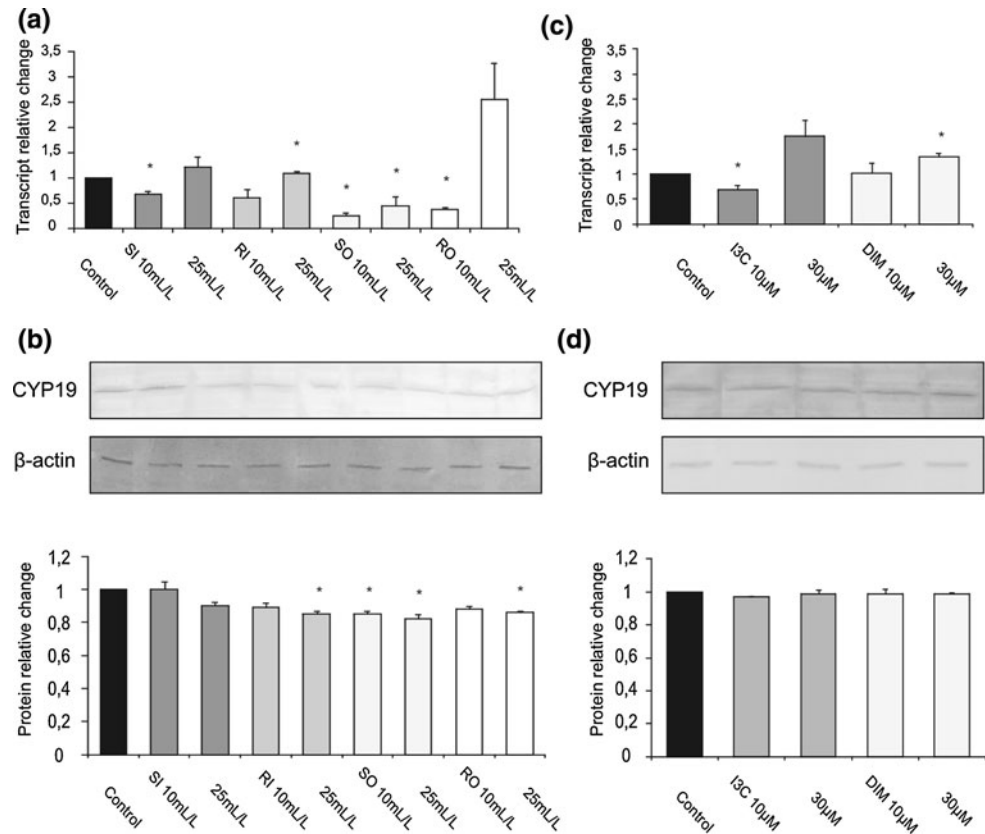 (a)
Transcript relative change
3,5
3
2,5
2
1,5
1
0,5
0
*
*
*
*
*
Control
SI 10mL/L
25mL/L
RI 10mL/L
25mL/L
SO 10mL/L
25mL/L
RO 10mL/L
25mL/L
(c)
Transcript relative change
3,5
3
2,5
2
1,5
1
0,5
0
*
*
Control
I3C 10µM
30µM
DIM 10µM
30µM
(b)
CYP19
β-actin
Protein relative change
1,2
1
0,8
0,6
0,4
0,2
0
*
*
*
*
Control
SI 10mL/L
25mL/L
RI 10mL/L
25mL/L
SO 10mL/L
25mL/L
RO 10mL/L
25mL/L
(d)
CYP19
β-actin
Protein relative change
1,2
1
0,8
0,6
0,4
0,2
0
Control
I3C 10µM
30µM
DIM 10µM
30µM